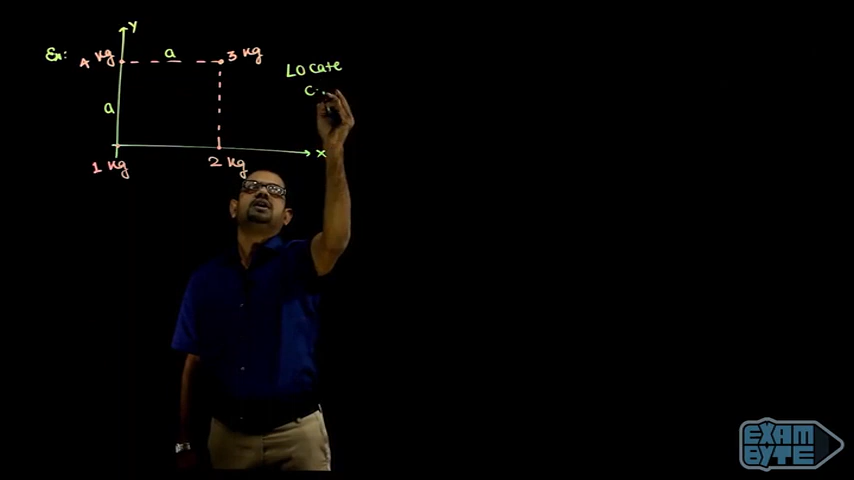 Y
Ex: 4 kg a 3 kg
Locate
C.
a
X
1 kg 2 kg
EXAM
BYTE